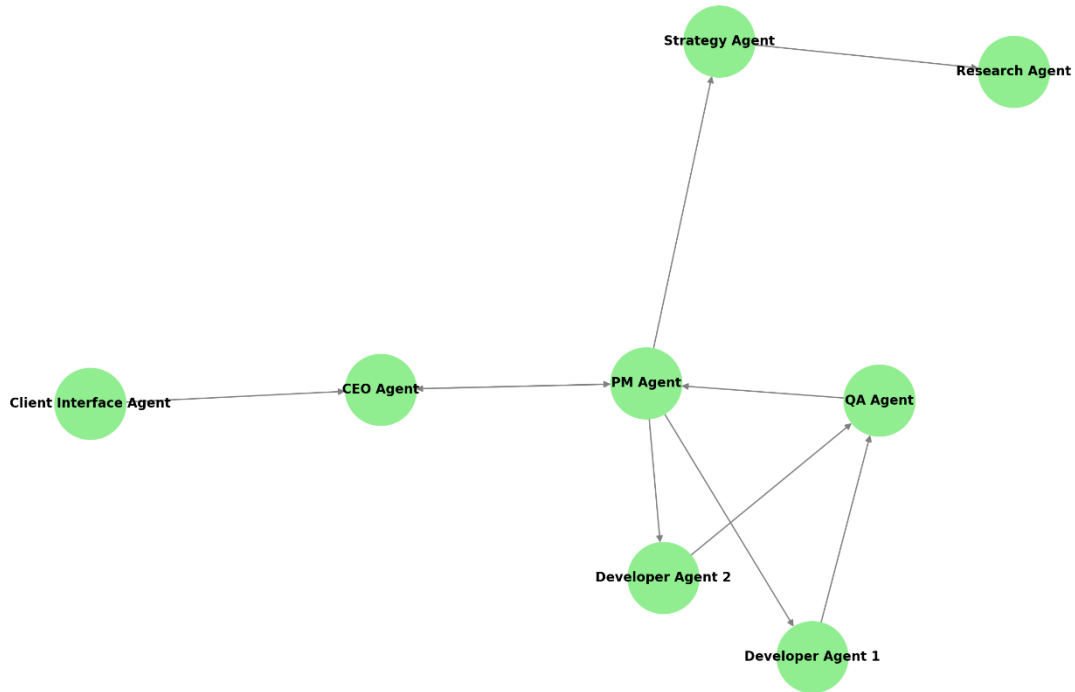 Strategy Agent
Research Agent
Client Interface Agent
CEO Agent
PM Agent
QA Agent
Developer Agent 2
Developer Agent 1